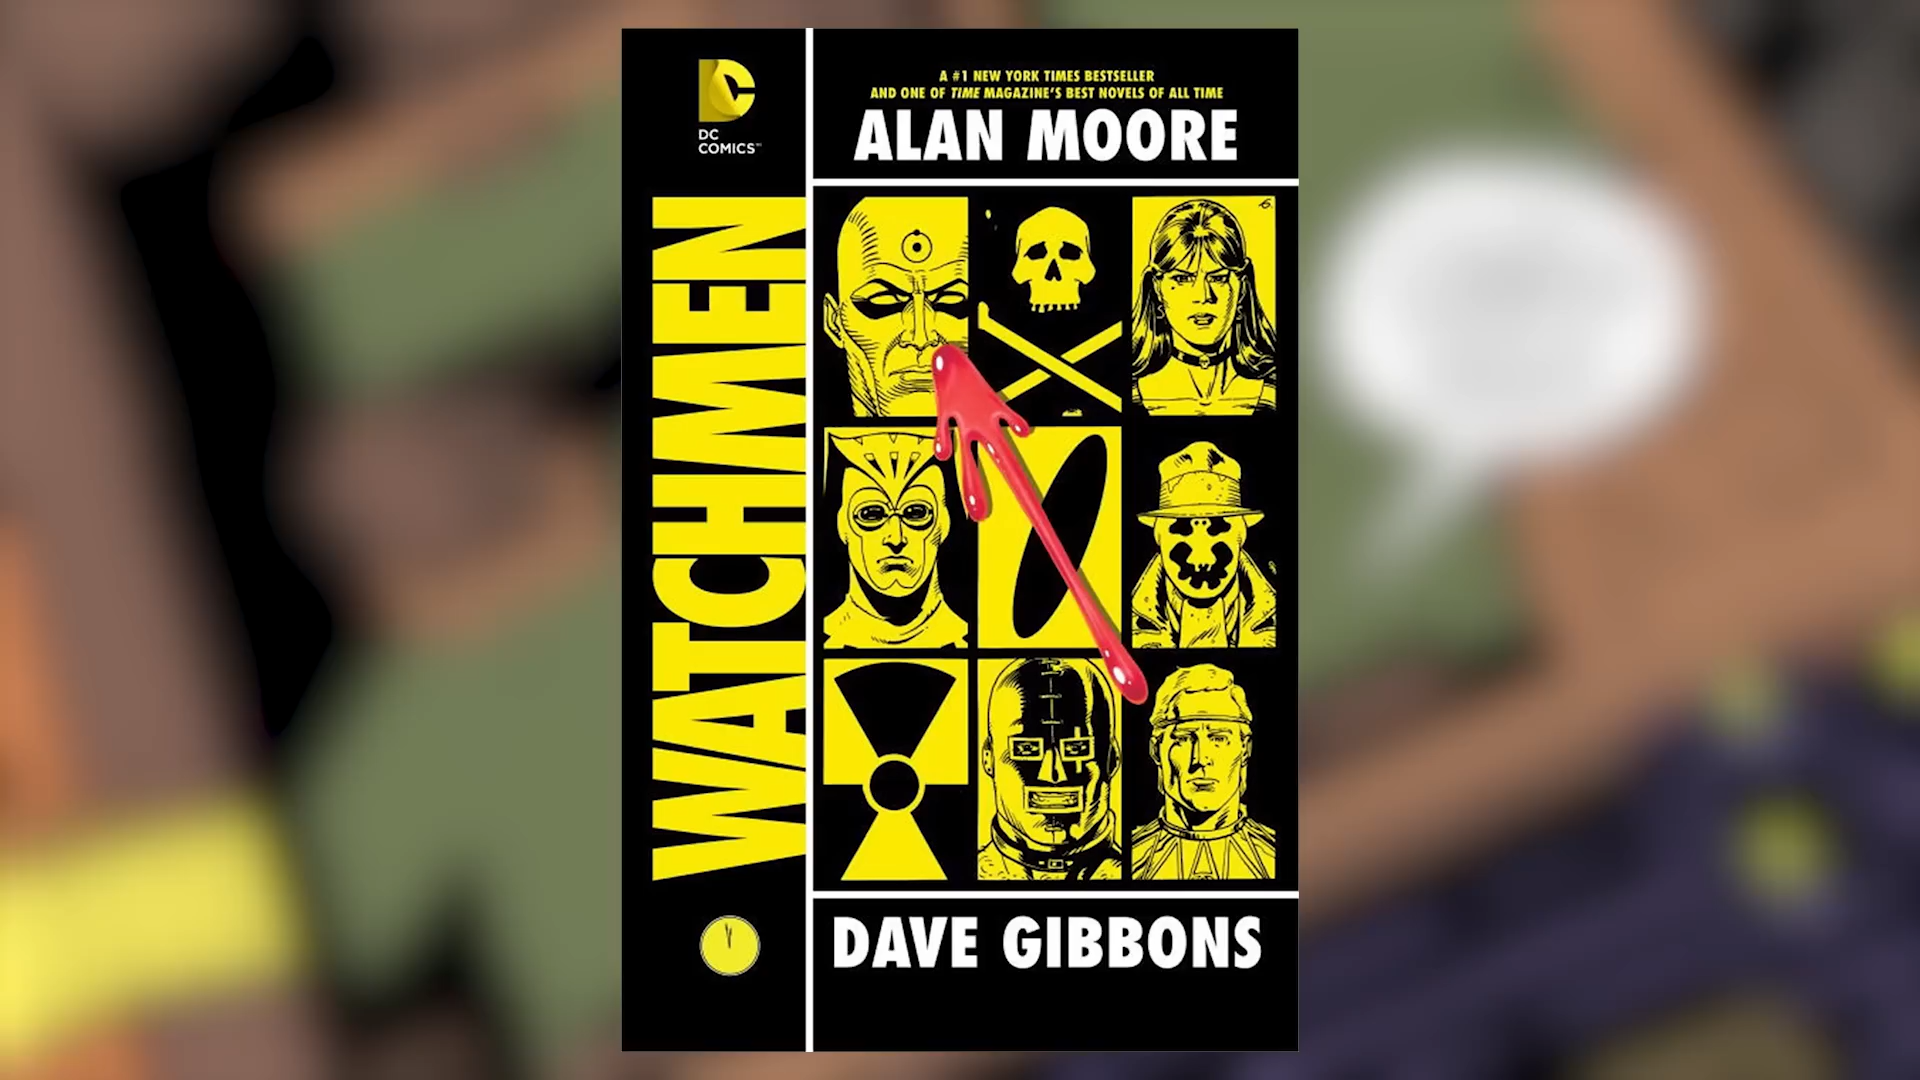 DC
COMICS™
A #1 NEW YORK TIMES BESTSELLER
AND ONE OF TIME MAGAZINE'S BEST NOVELS OF ALL TIME
ALAN MOORE
WATCHMEN
DAVE GIBBONS